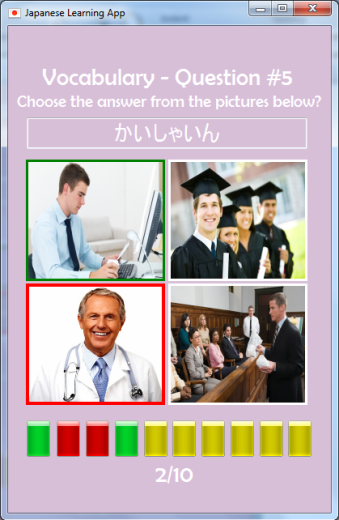 Japanese Learning App
Vocabulary - Question #5
Choose the answer from the pictures below?
かいしゃいん
2/10